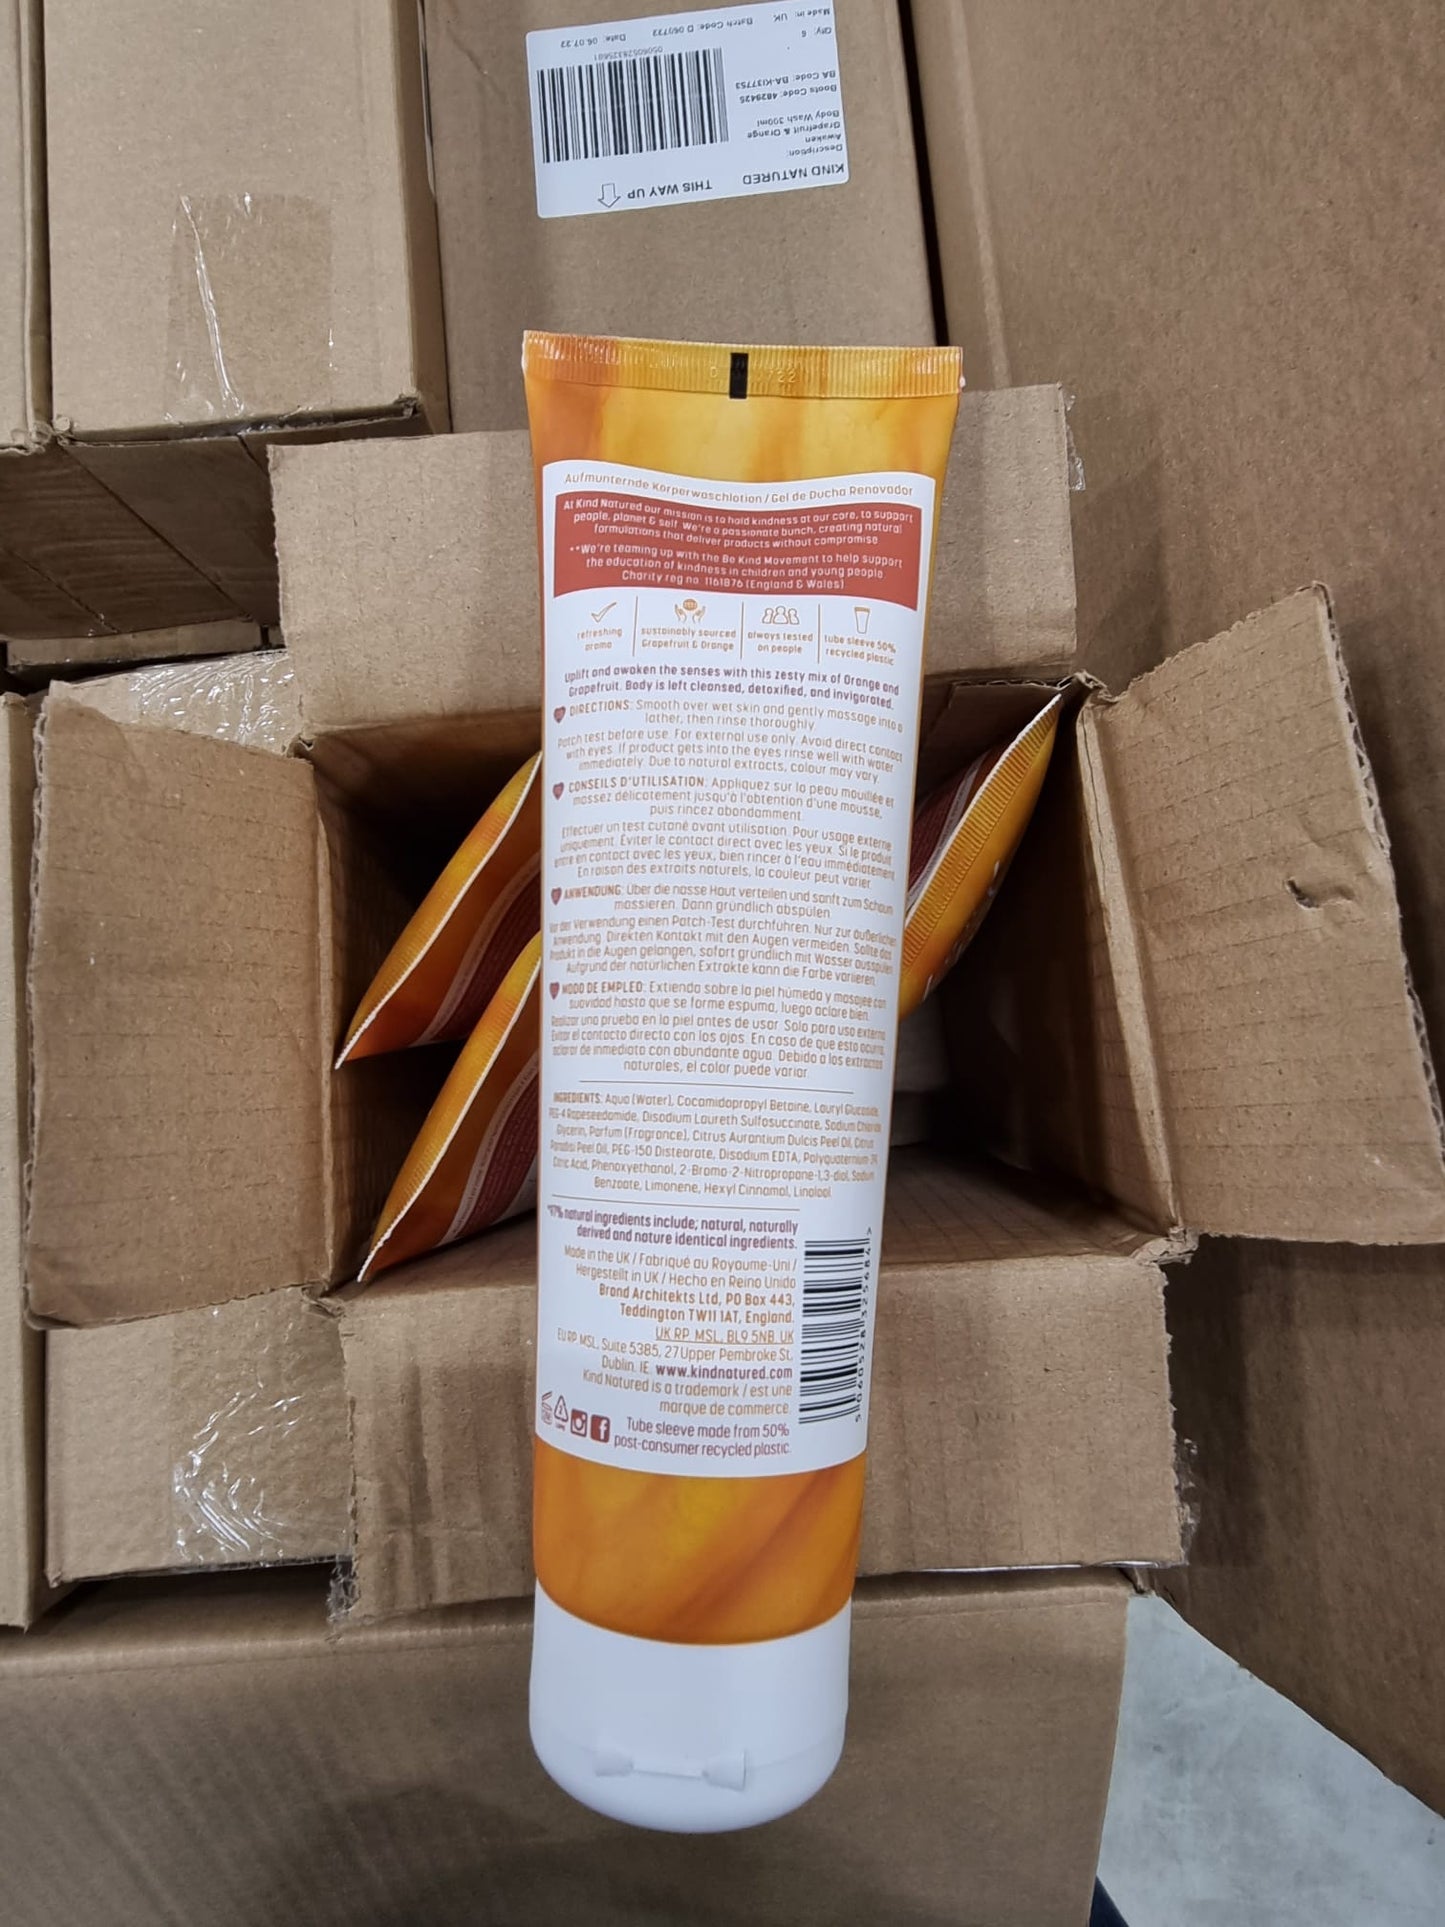 KIND NATURED
THIS WAY UP
Description:
Awaken
Grapefruit & Orange
Body Wash 300ml
Boots Code: 4829425
BA Code: BA-KI3753
Qty: 6
Made in: UK
Batch Code: D 060722
Date: 06.07.22
Aufmunternde Körperwaschlotion / Gel de Ducha Renovador
At Kind Natured our mission is to hold kindness at our core, to support
people, planet & self. We're a passionate bunch, creating natural
formulations that deliver products without compromise
**We're teaming up with the Be Kind Movement to help support
the education of kindness in children and young people
Charity reg no. 1161876 (England & Wales)
refreshing
aroma
sustainably sourced
Grapefruit & Orange
always tested
on people
tube sleeve 50%
recycled plastic
Uplift and awaken the senses with this zesty mix of Orange and
Grapefruit. Body is left cleansed, detoxified, and invigorated.
DIRECTIONS: Smooth over wet skin and gently massage into a
lather, then rinse thoroughly.
Patch test before use. For external use only. Avoid direct contact
with eyes. If product gets into the eyes rinse well with water
immediately. Due to natural extracts, colour may vary.
CONSEILS D'UTILISATION: Appliquez sur la peau mouillée et
massez délicatement jusqu'à l'obtention d'une mousse,
puis rincez abondamment.
Effectuer un test cutané avant utilisation. Pour usage externe
uniquement. Éviter le contact direct avec les yeux. Si le produit
entre en contact avec les yeux, bien rincer à l'eau immédiatement.
En raison des extraits naturels, la couleur peut varier.
ANWENDUNG: Über die nasse Haut verteilen und sanft zum Schaum
massieren. Dann gründlich abspülen.
Vor der Verwendung einen Patch-Test durchführen. Nur zur äußerlichen
Anwendung. Direkten Kontakt mit den Augen vermeiden. Sollte das
Produkt in die Augen gelangen, sofort gründlich mit Wasser ausspülen.
Aufgrund der natürlichen Extrakte kann die Farbe variieren.
MODO DE EMPLEO: Extienda sobre la piel húmeda y masajee con
suavidad hasta que se forme espuma, luego aclare bien.
Realizar una prueba en la piel antes de usar. Solo para uso externo.
Evitar el contacto directo con los ojos. En caso de que esto ocurra,
aclarar de inmediato con abundante agua. Debido a los extractos
naturales, el color puede variar.
INGREDIENTS: Aqua (Water), Cocamidopropyl Betaine, Lauryl Glucoside,
PEG-4 Rapeseedamide, Disodium Laureth Sulfosuccinate, Sodium Chloride,
Glycerin, Parfum (Fragrance), Citrus Aurantium Dulcis Peel Oil, Citrus
Paradisi Peel Oil, PEG-150 Distearate, Disodium EDTA, Polyquaternium
Citric Acid, Phenoxyethanol, 2-Bromo-2-Nitropropane-1,3-diol, Sodium
Benzoate, Limonene, Hexyl Cinnamal, Linalool.
*97% natural ingredients include; natural, naturally
derived and nature identical ingredients.
Made in the UK / Fabriqué au Royaume-Uni /
Hergestellt in UK / Hecho en Reino Unido
Brand Architekts Ltd, PO Box 443,
Teddington TW11 1AT, England.
UK RP. MSL. BL9 5NB. UK
EU RP MSL, Suite 5385, 27 Upper Pembroke St,
Dublin. IE. www.kindnatured.com
Kind Natured is a trademark / est une
marque de commerce.
Tube sleeve made from 50%
post-consumer recycled plastic.
5 060528 325684 >